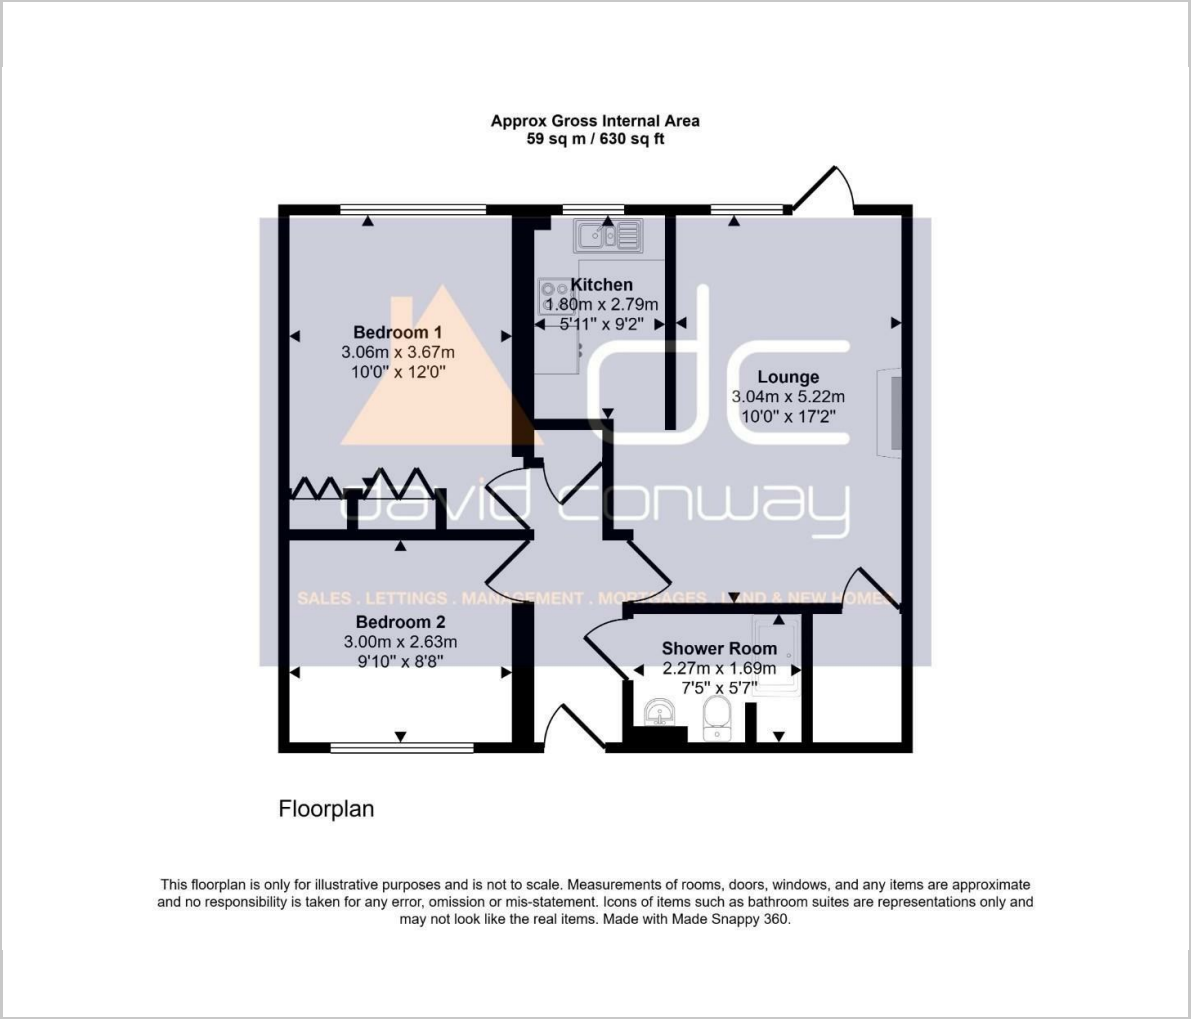 Approx Gross Internal Area
59 sq m / 630 sq ft
Kitchen
1.80m x 2.79m
5'11" x 9'2"
Bedroom 1
3.06m x 3.67m
10'0" x 12'0"
Lounge
3.04m x 5.22m
10'0" x 17'2"
dc
david conway
SALES . LETTINGS . MANAGEMENT . MORTGAGES . LAND & NEW HOMES
Bedroom 2
3.00m x 2.63m
9'10" x 8'8"
Shower Room
2.27m x 1.69m
7'5" x 5'7"
Floorplan
This floorplan is only for illustrative purposes and is not to scale. Measurements of rooms, doors, windows, and any items are approximate
and no responsibility is taken for any error, omission or mis-statement. Icons of items such as bathroom suites are representations only and
may not look like the real items. Made with Made Snappy 360.